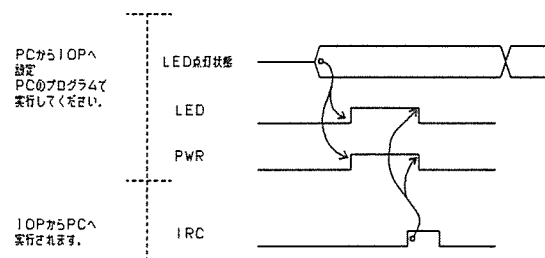 PCからIOPへ
設定
PCのプログラムで
実行してください。
LED点灯状態
LED
PWR
IOPからPCへ
実行されます。
IRC